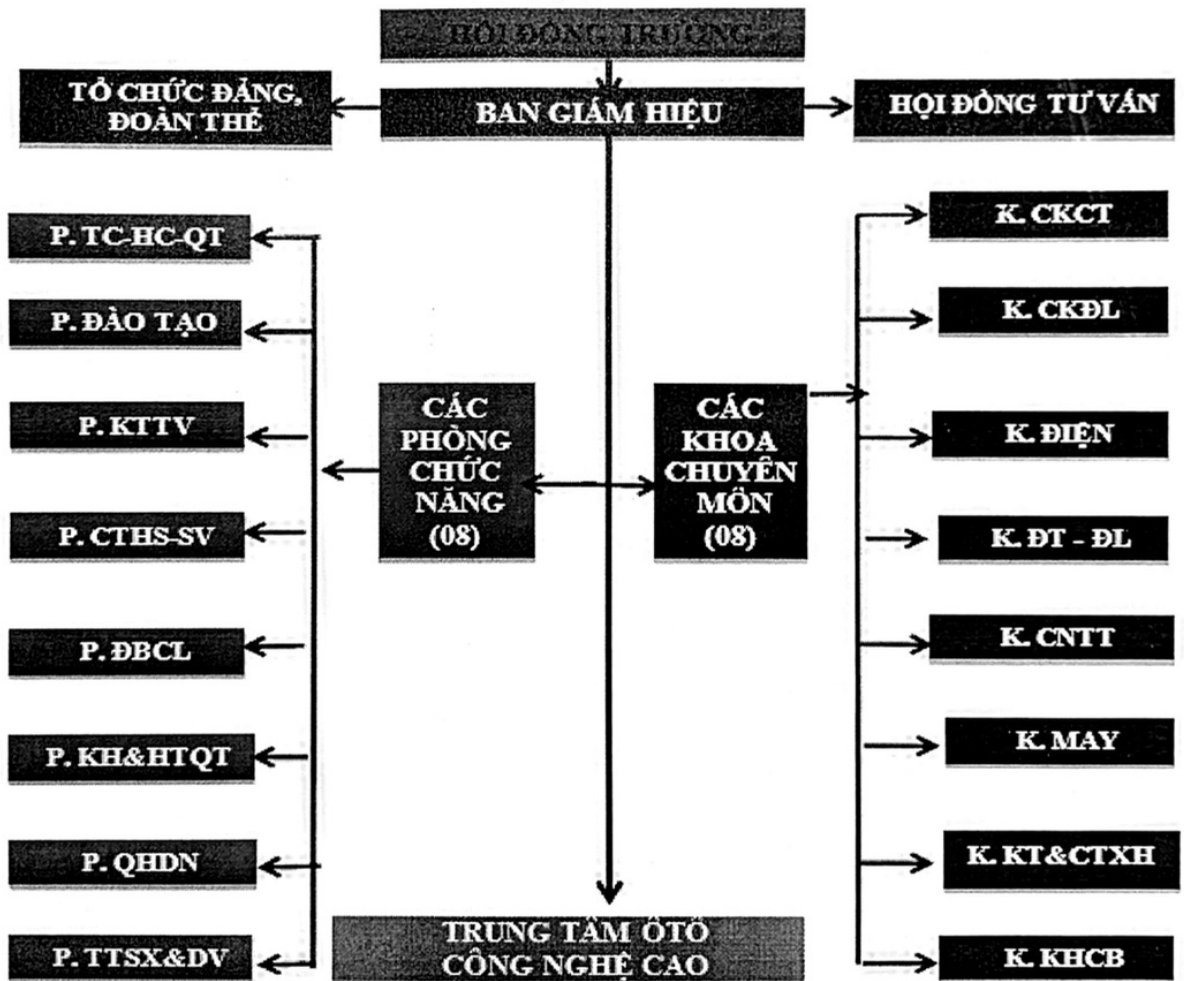 HỘI ĐỒNG TRƯỜNG
TỔ CHỨC ĐẢNG,
ĐOÀN THỂ
BAN GIÁM HIỆU
HỘI ĐỒNG TƯ VẤN
P. TC-HC-QT
P. ĐÀO TẠO
P. KTTV
P. CTHS-SV
P. ĐBCL
P. KH&HTQT
P. QHDN
P. TTSX&DV
CÁC
PHÒNG
CHỨC
NĂNG
(08)
CÁC
KHOA
CHUYÊN
MÔN
(08)
K. CKCT
K. CKĐL
K. ĐIỆN
K. ĐT - ĐL
K. CNTT
K. MAY
K. KT&CTXH
K. KHCB
TRUNG TÂM ÔTÔ
CÔNG NGHỆ CAO